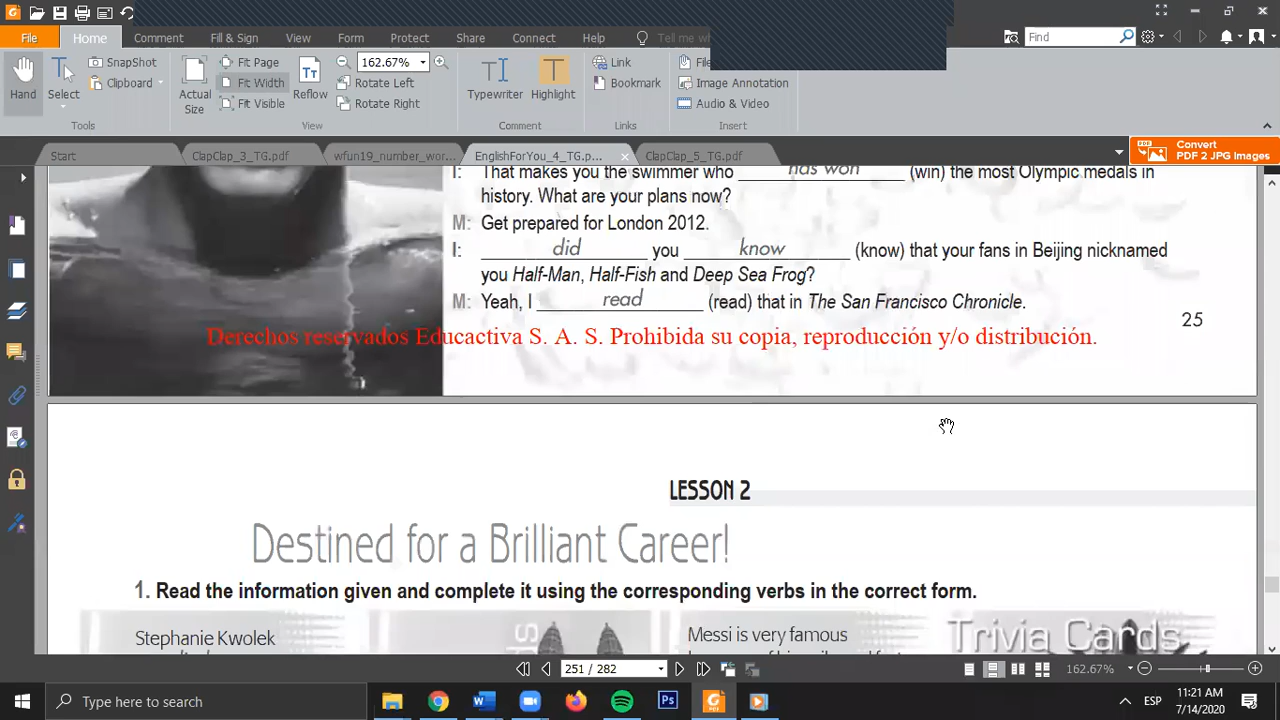 File
Home
Comment
Fill & Sign
View
Form
Protect
Share
Connect
Help
Tell me
Find
Hand
Select
SnapShot
Clipboard
Tools
Actual
Size
Fit Page
Fit Width
Fit Visible
Reflow
162.67%
Rotate Left
Rotate Right
View
Typewriter
Highlight
Comment
Link
Bookmark
Links
Image Annotation
Audio & Video
Insert
Start
ClapClap_3_TG.pdf
wfun19_number_wor...
EnglishForYou_4_TG.p...
ClapClap_5_TG.pdf
Convert
PDF 2 JPG Images
I: That makes you the swimmer who has won (win) the most Olympic medals in
history. What are your plans now?
M: Get prepared for London 2012.
I: did you know (know) that your fans in Beijing nicknamed
you Half-Man, Half-Fish and Deep Sea Frog?
M: Yeah, I read (read) that in The San Francisco Chronicle.
25
Derechos reservados Educactiva S. A. S. Prohibida su copia, reproducción y/o distribución.
LESSON 2
Destined for a Brilliant Career!
1. Read the information given and complete it using the corresponding verbs in the correct form.
Stephanie Kwolek
Messi is very famous
Trivia Cards
251 / 282
162.67%
Type here to search
W
Ps
ESP
11:21 AM
7/14/2020